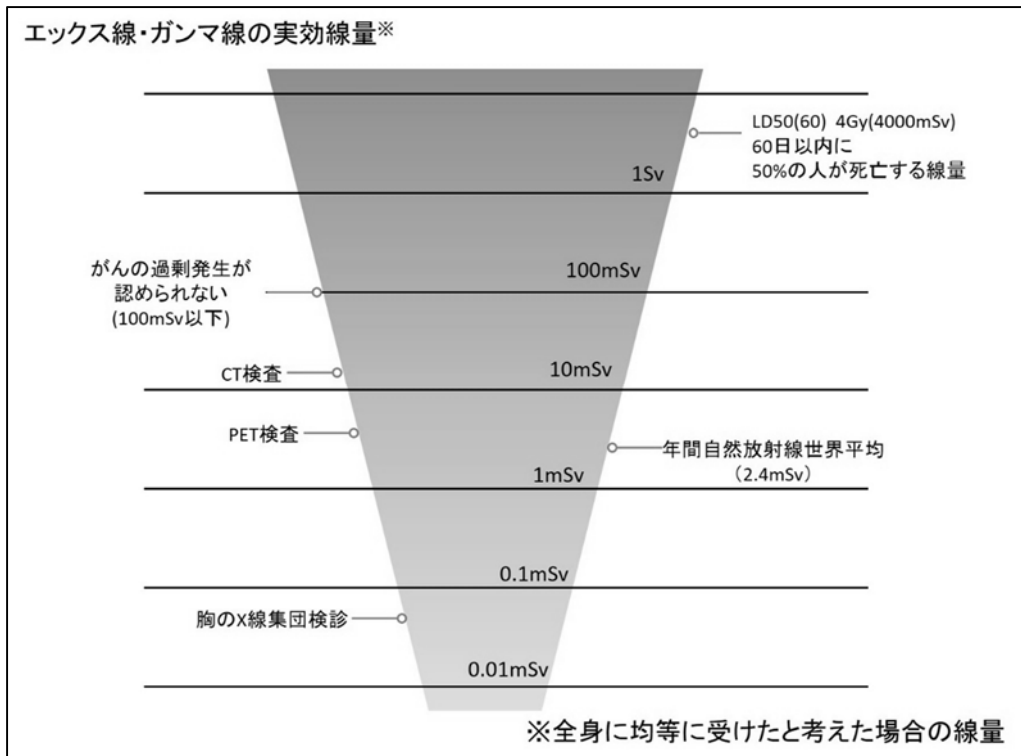 エックス線・ガンマ線の実効線量※
LD50(60) 4Gy(4000mSv)
60日以内に
50%の人が死亡する線量
1Sv
100mSv
がんの過剰発生が
認められない
(100mSv以下)
CT検査
10mSv
PET検査
年間自然放射線世界平均
（2.4mSv）
1mSv
0.1mSv
胸のX線集団検診
0.01mSv
※全身に均等に受けたと考えた場合の線量